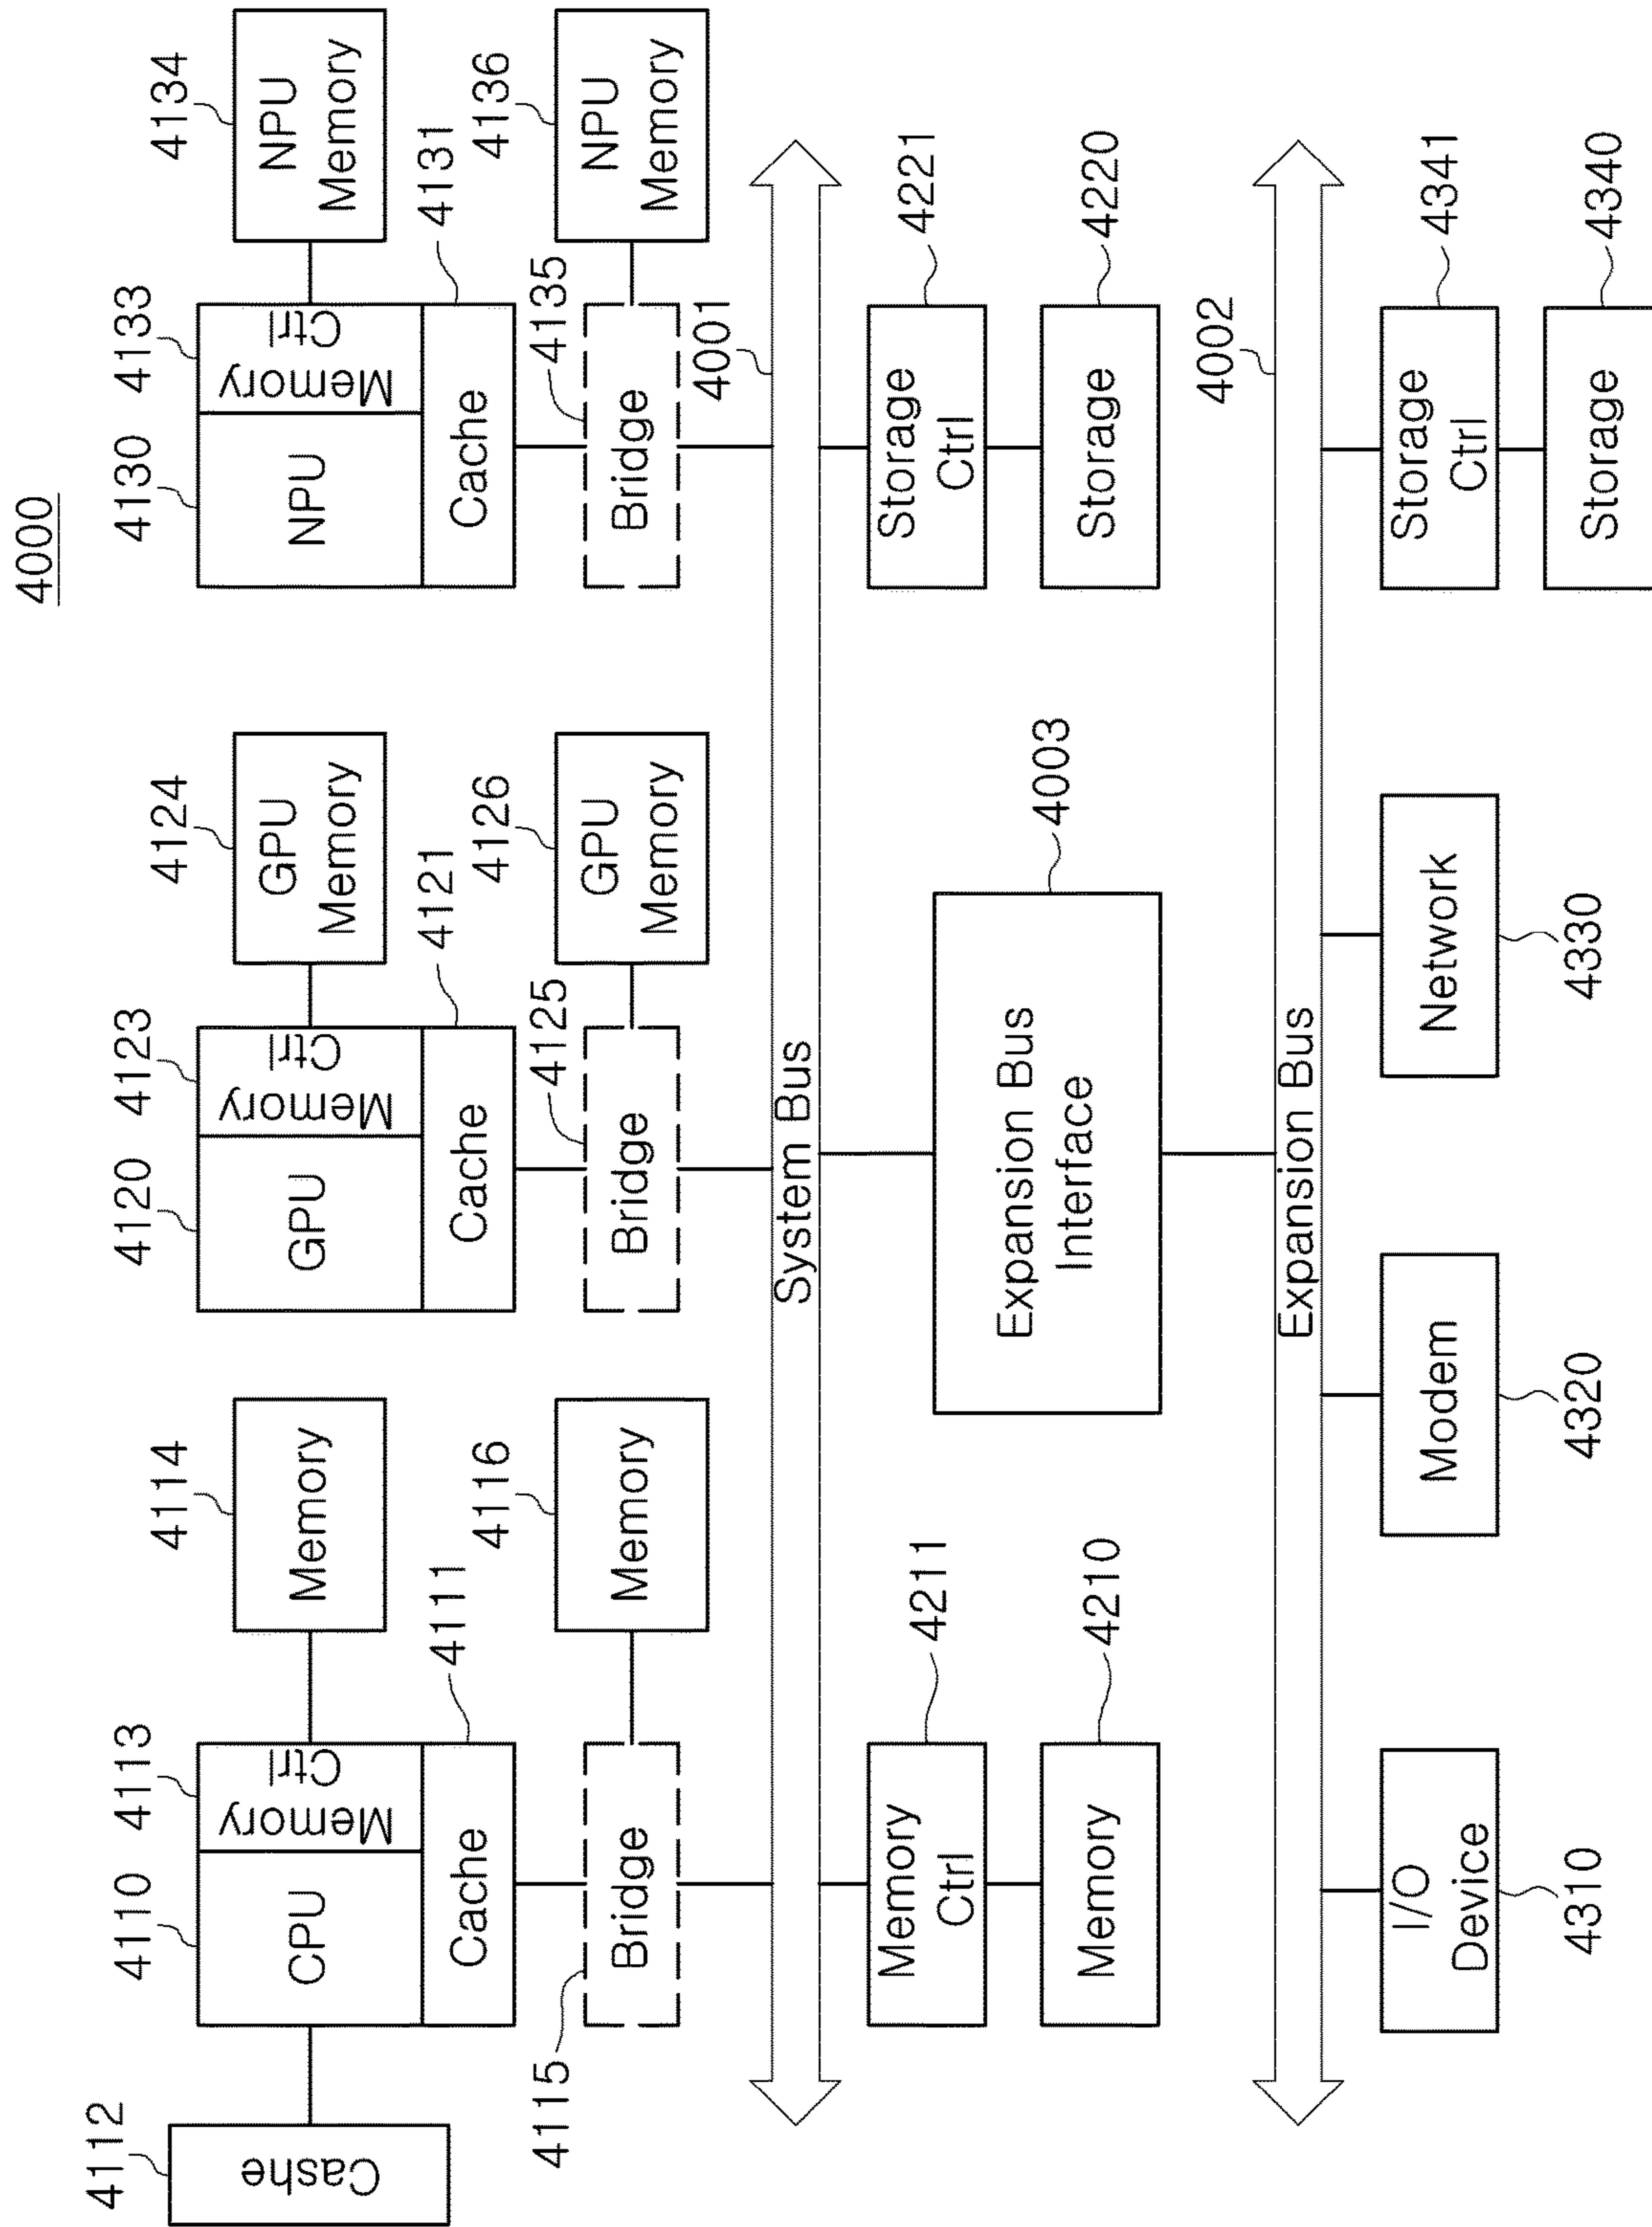 4000
4112
Cashe
4110
4113
CPU
Memory
Ctrl
4111
Cache
4114
Memory
4115
Bridge
4116
Memory
4120
4123
GPU
Memory
Ctrl
4121
Cache
4124
GPU
Memory
4125
Bridge
4126
GPU
Memory
4130
4133
NPU
Memory
Ctrl
4131
Cache
4134
NPU
Memory
4135
Bridge
4136
NPU
Memory
System Bus
4001
Memory
Ctrl
4211
Memory
4210
Expansion Bus
Interface
4003
Storage
Ctrl
4221
Storage
4220
Expansion Bus
4002
I/O
Device
4310
Modem
4320
Network
4330
Storage
Ctrl
4341
Storage
4340